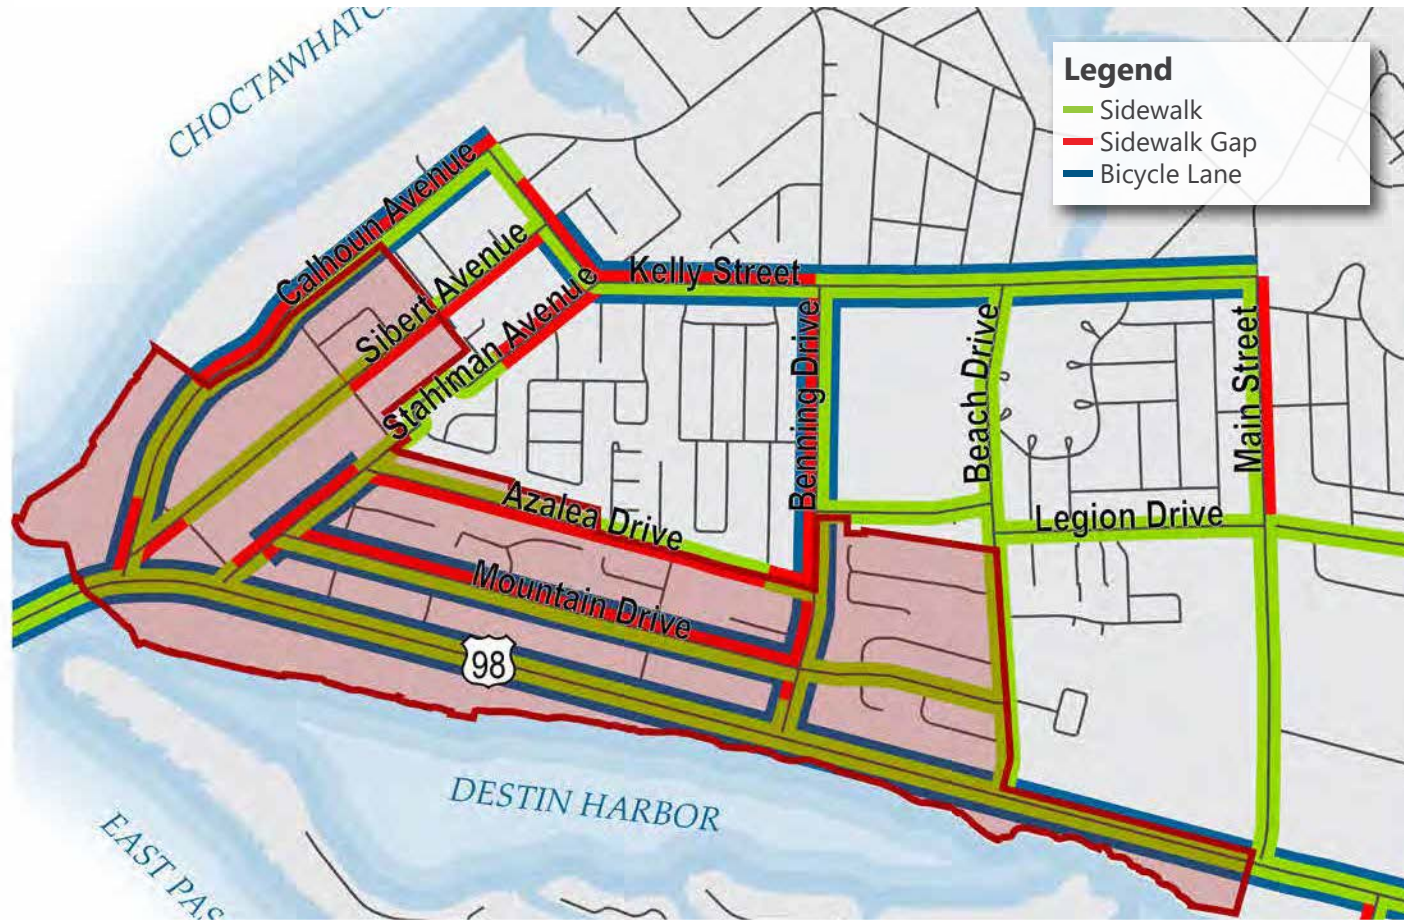 CHOCTAWHATC
Legend
Sidewalk
Sidewalk Gap
Bicycle Lane
Calhoun Avenue
Sibert Avenue
Stahlman Avenue
Kelly Street
Benning Drive
Beach Drive
Main Street
Azalea Drive
Legion Drive
Mountain Drive
98
DESTIN HARBOR
EAST PAS